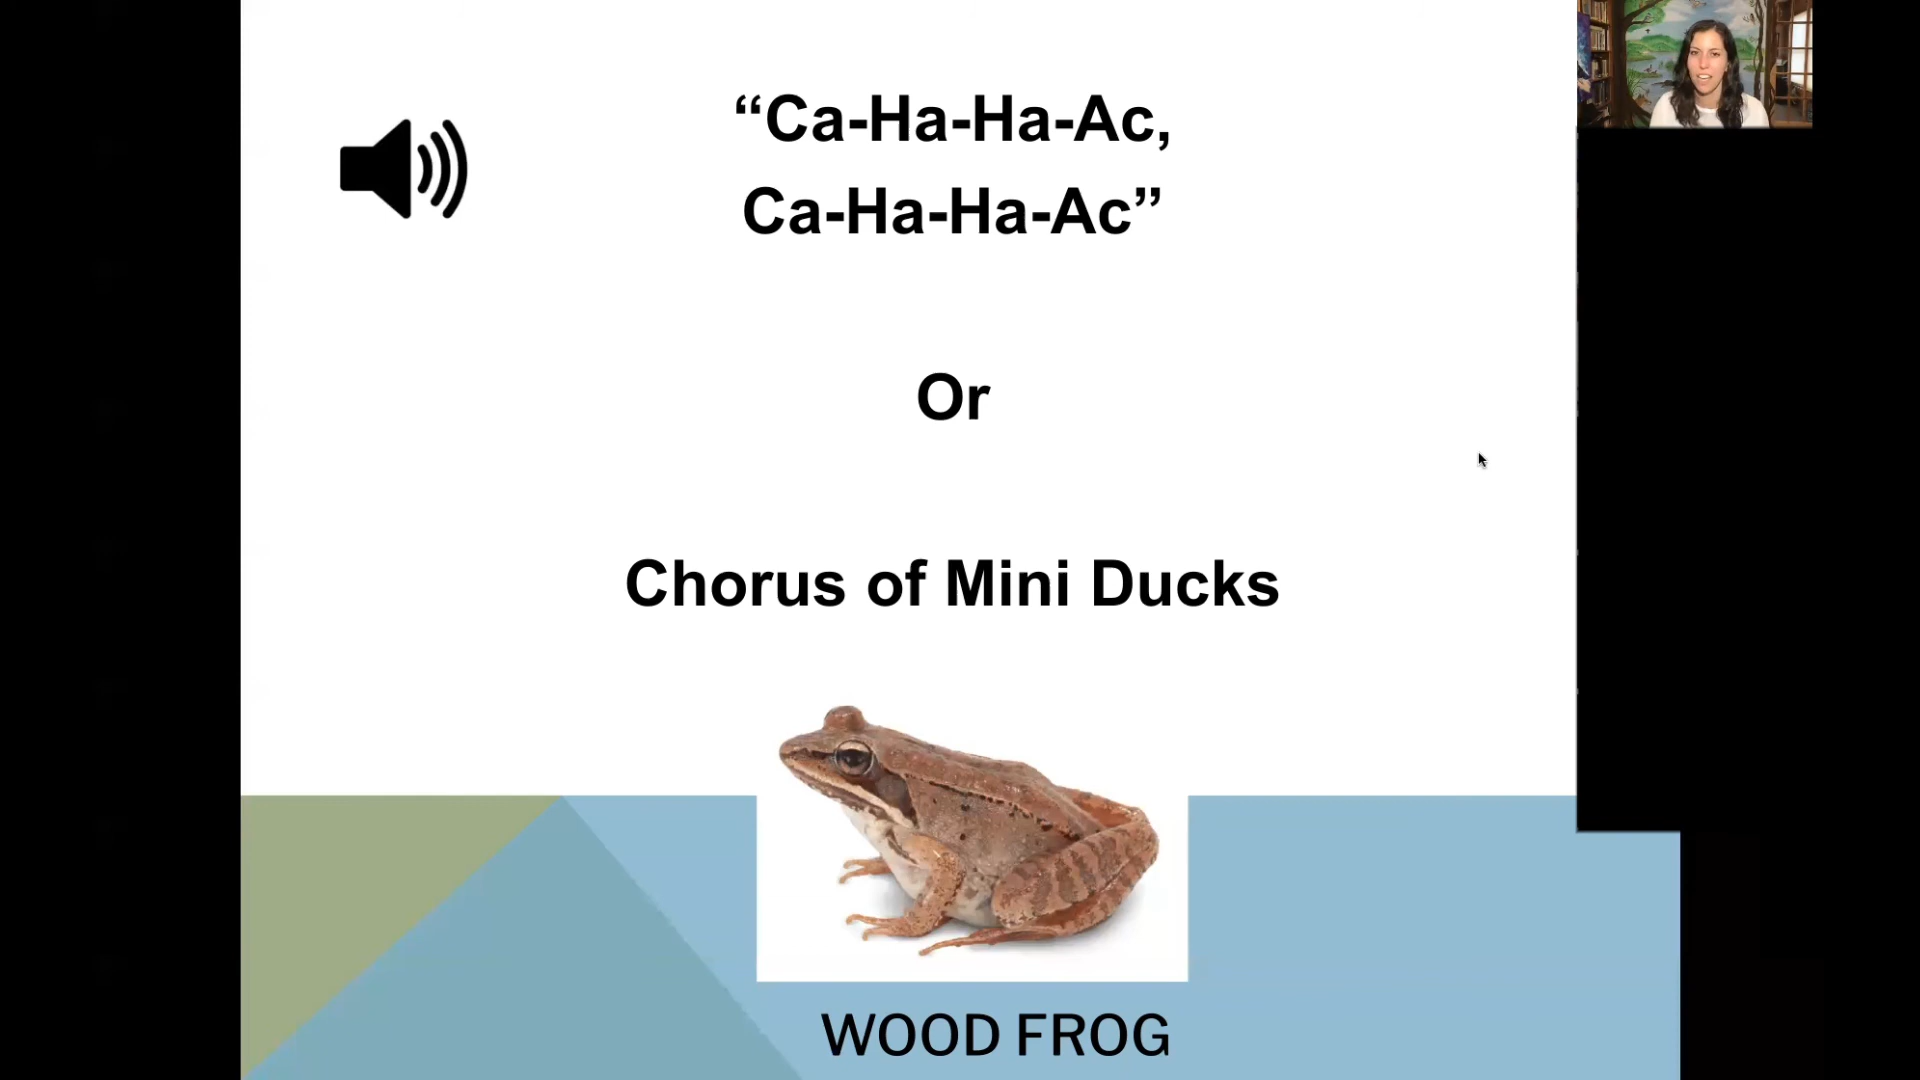 “Ca-Ha-Ha-Ac,
Ca-Ha-Ha-Ac”
Or
Chorus of Mini Ducks
WOOD FROG